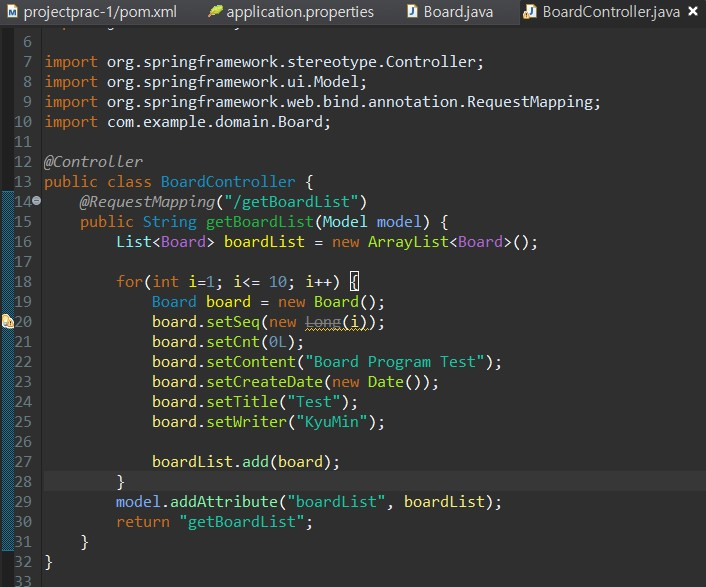 projectprac-1/pom.xml application.properties Board.java BoardController.java
6
7 import org.springframework.stereotype.Controller;
8 import org.springframework.ui.Model;
9 import org.springframework.web.bind.annotation.RequestMapping;
10 import com.example.domain.Board;
11
12 @Controller
13 public class BoardController {
14 @RequestMapping("/getBoardList")
15 public String getBoardList(Model model) {
16 List<Board> boardList = new ArrayList<Board>();
17
18 for(int i=1; i<= 10; i++) {
19 Board board = new Board();
20 board.setSeq(new Long(i));
21 board.setCnt(0L);
22 board.setContent("Board Program Test");
23 board.setCreateDate(new Date());
24 board.setTitle("Test");
25 board.setWriter("KyuMin");
26
27 boardList.add(board);
28 }
29 model.addAttribute("boardList", boardList);
30 return "getBoardList";
31 }
32 }
33